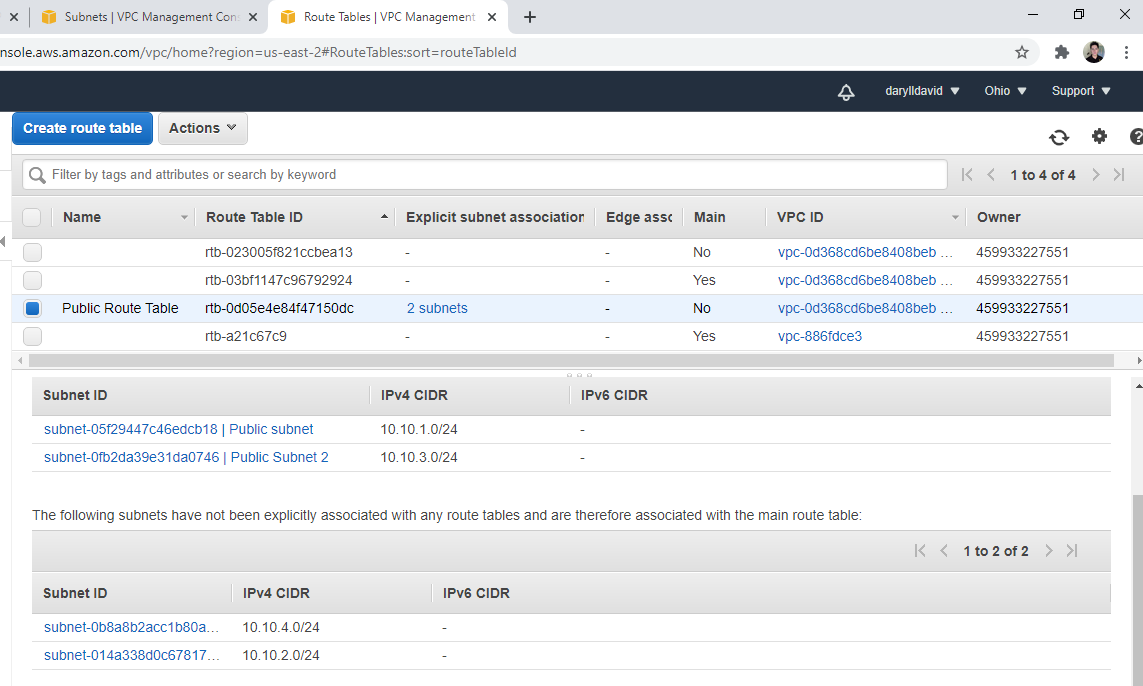 Subnets | VPC Management Con
Route Tables | VPC Management
nsole.aws.amazon.com/vpc/home?region=us-east-2#RouteTables:sort=routeTableId
darylldavid Ohio Support
Create route table Actions
Filter by tags and attributes or search by keyword 1 to 4 of 4
Name Route Table ID Explicit subnet association Edge asso Main VPC ID Owner
rtb-023005f821ccbea13 - - No vpc-0d368cd6be8408beb ... 459933227551
rtb-03bf1147c96792924 - - Yes vpc-0d368cd6be8408beb ... 459933227551
Public Route Table rtb-0d05e4e84f47150dc 2 subnets - No vpc-0d368cd6be8408beb ... 459933227551
rtb-a21c67c9 - - Yes vpc-886fdce3 459933227551
Subnet ID IPv4 CIDR IPv6 CIDR
subnet-05f29447c46edcb18 | Public subnet 10.10.1.0/24 -
subnet-0fb2da39e31da0746 | Public Subnet 2 10.10.3.0/24 -
The following subnets have not been explicitly associated with any route tables and are therefore associated with the main route table:
1 to 2 of 2
Subnet ID IPv4 CIDR IPv6 CIDR
subnet-0b8a8b2acc1b80a... 10.10.4.0/24 -
subnet-014a338d0c67817... 10.10.2.0/24 -